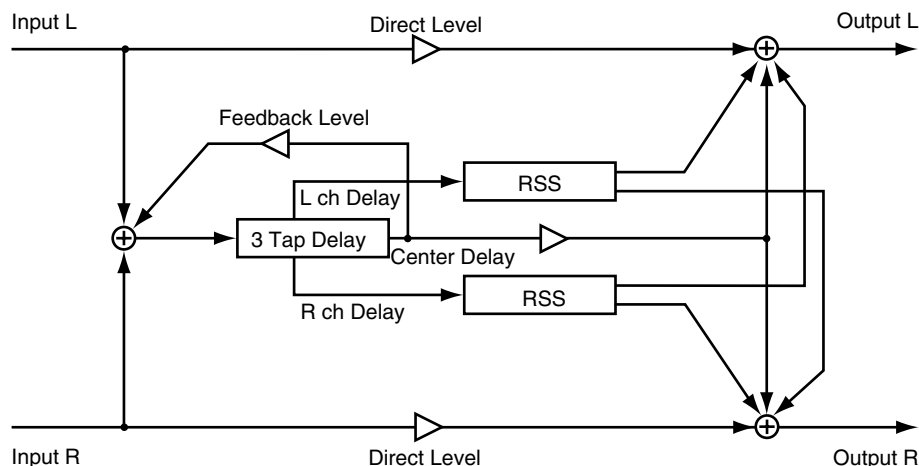 Input L
Direct Level
Output L
Feedback Level
L ch Delay
RSS
3 Tap Delay
Center Delay
R ch Delay
RSS
Input R
Direct Level
Output R